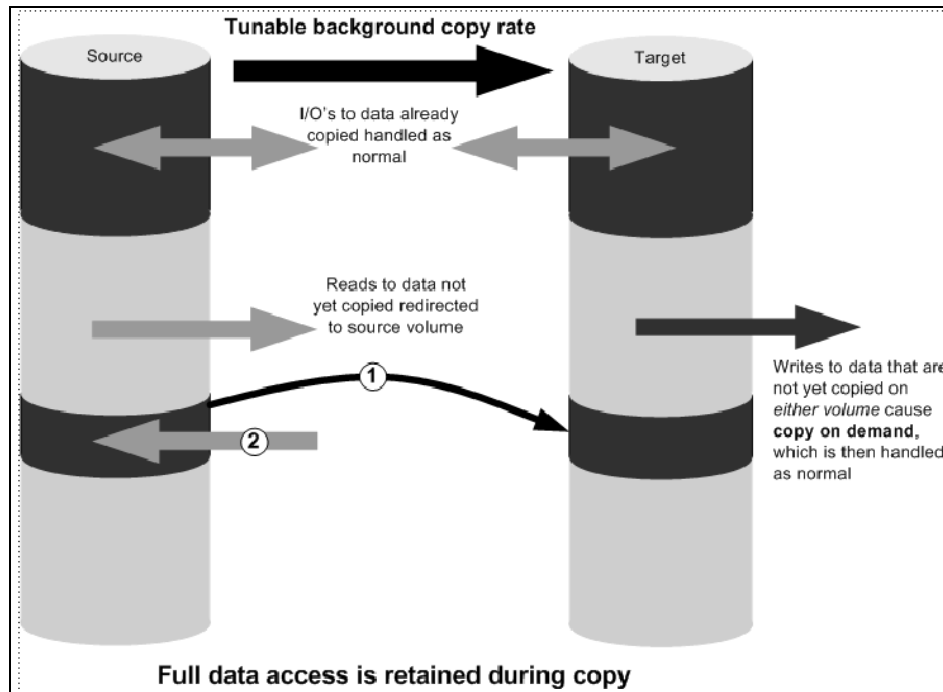 Tunable background copy rate
Source
Target
I/O's to data already
copied handled as
normal
Reads to data not
yet copied redirected
to source volume
1
2
Writes to data that are
not yet copied on
either volume cause
copy on demand,
which is then handled
as normal
Full data access is retained during copy